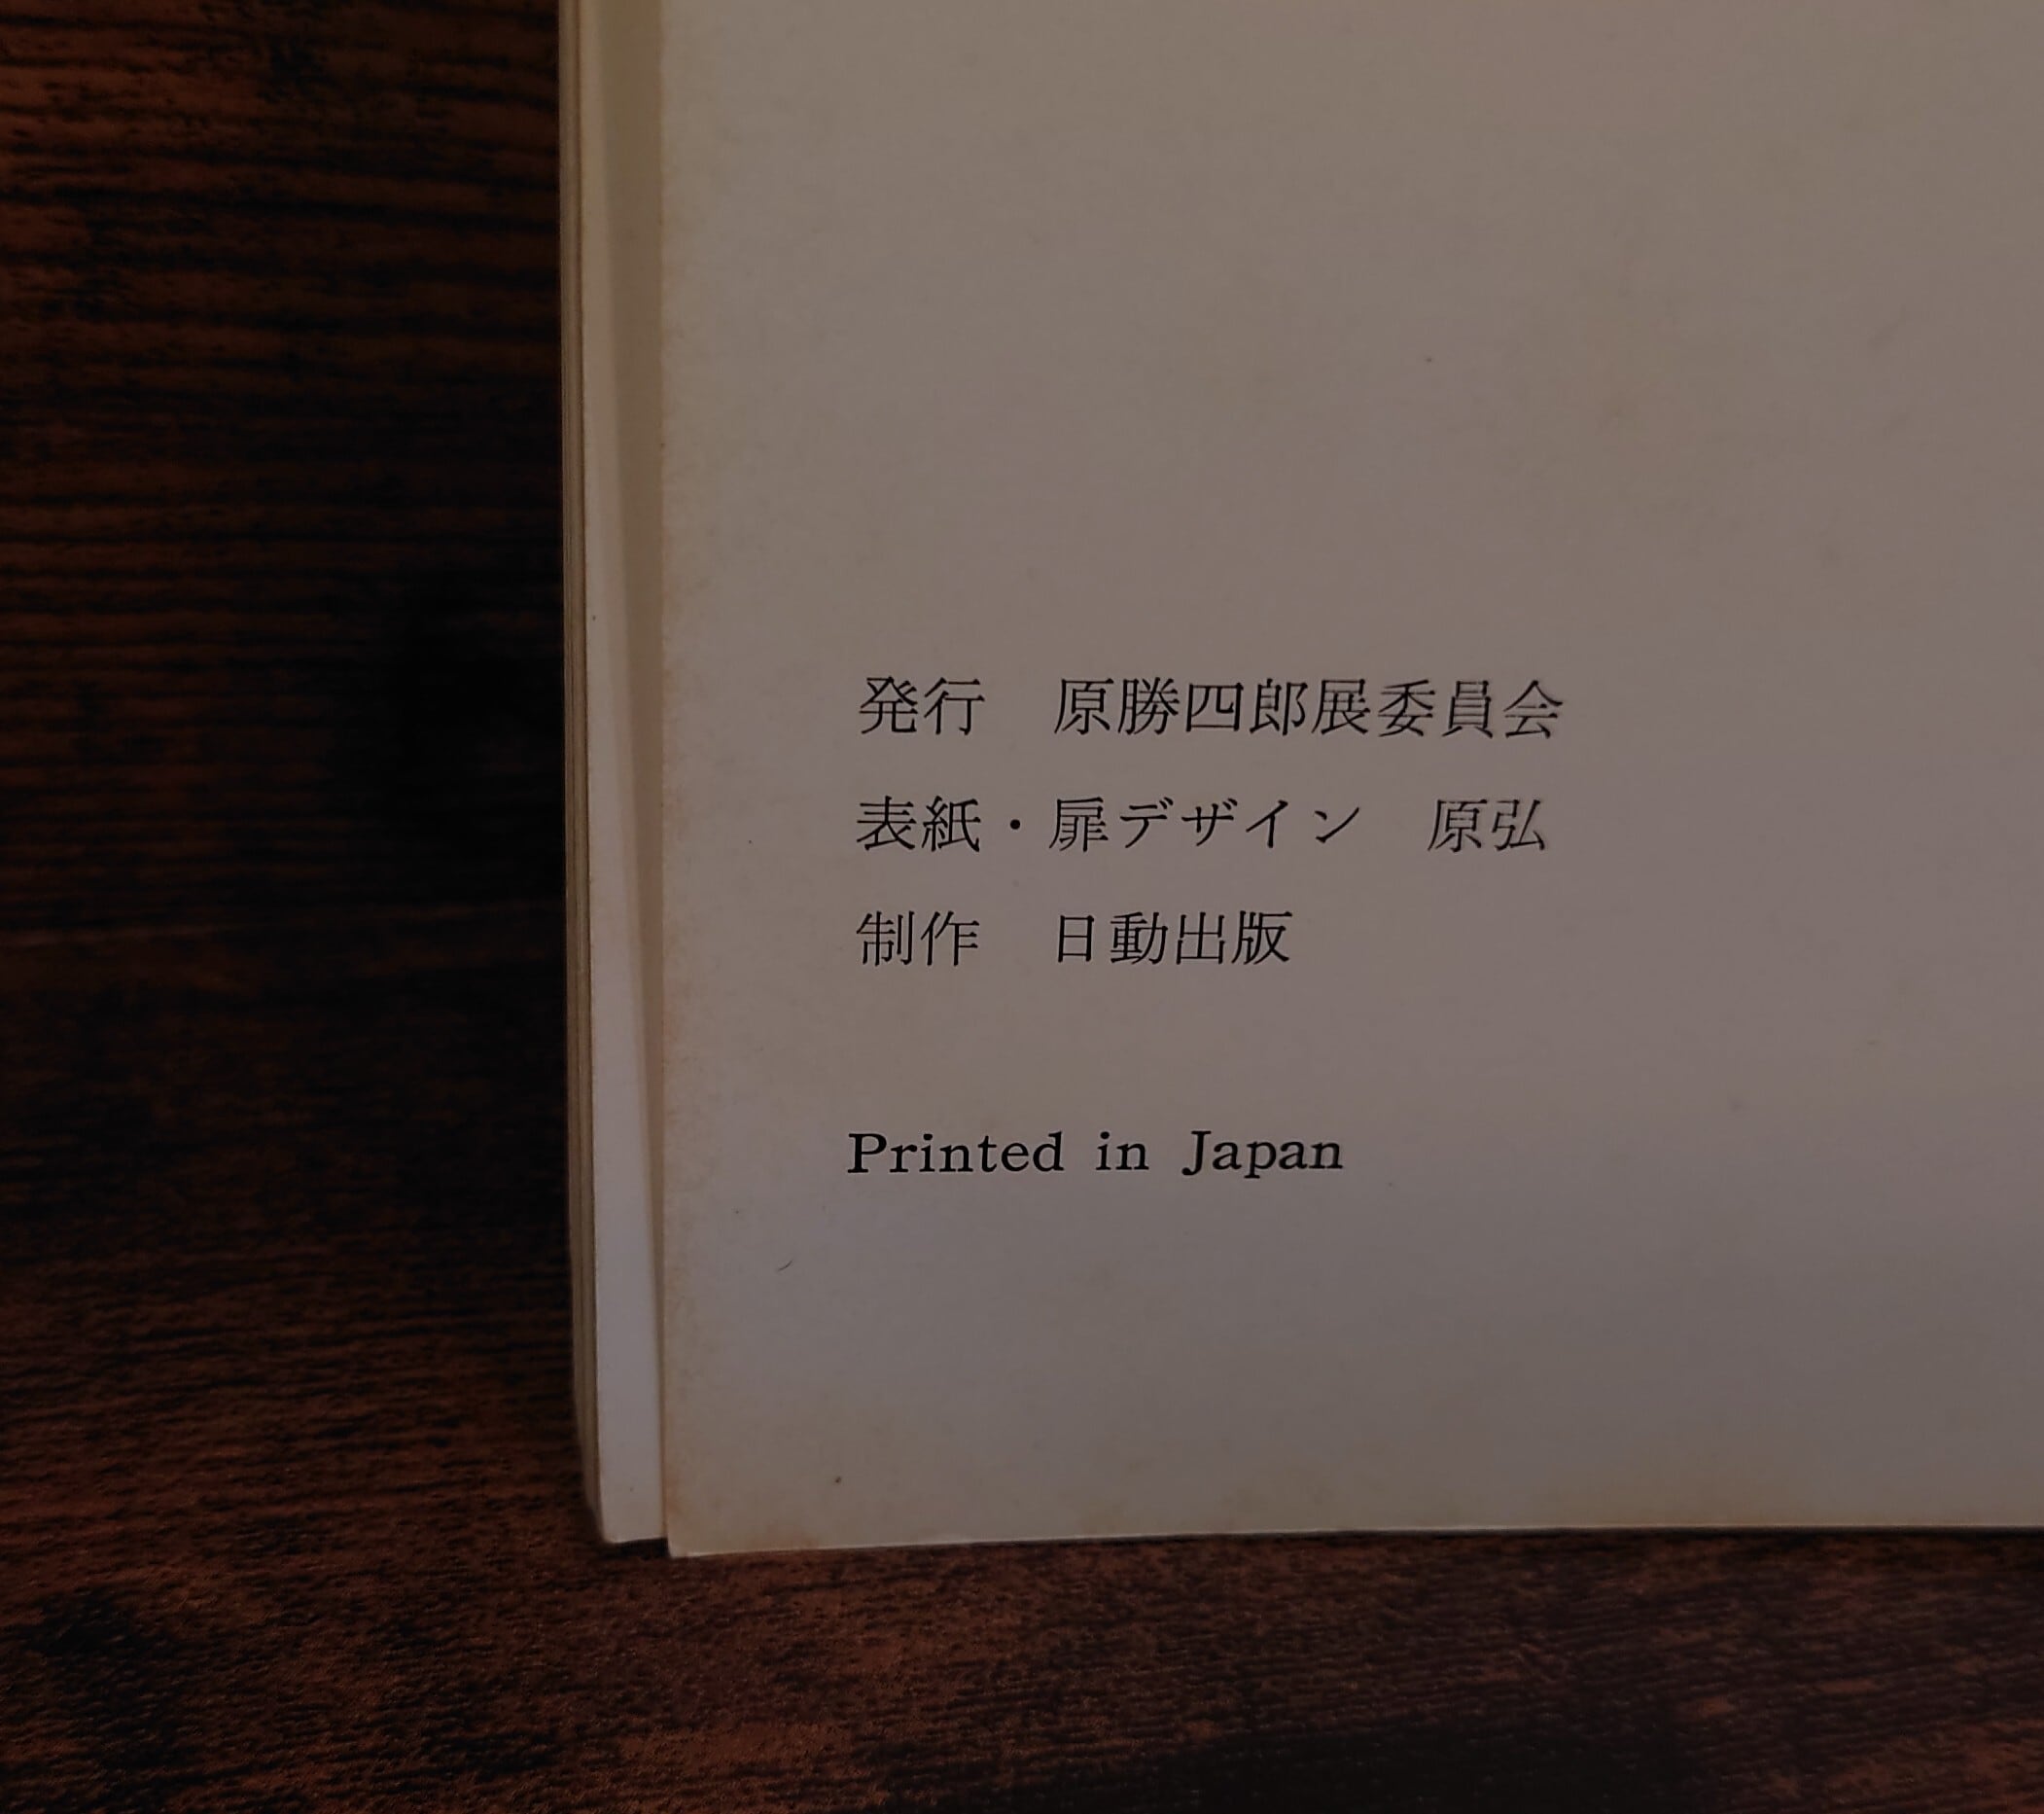 発行　原勝四郎展委員会
表紙・扉デザイン　原弘
制作　日動出版
Printed in Japan